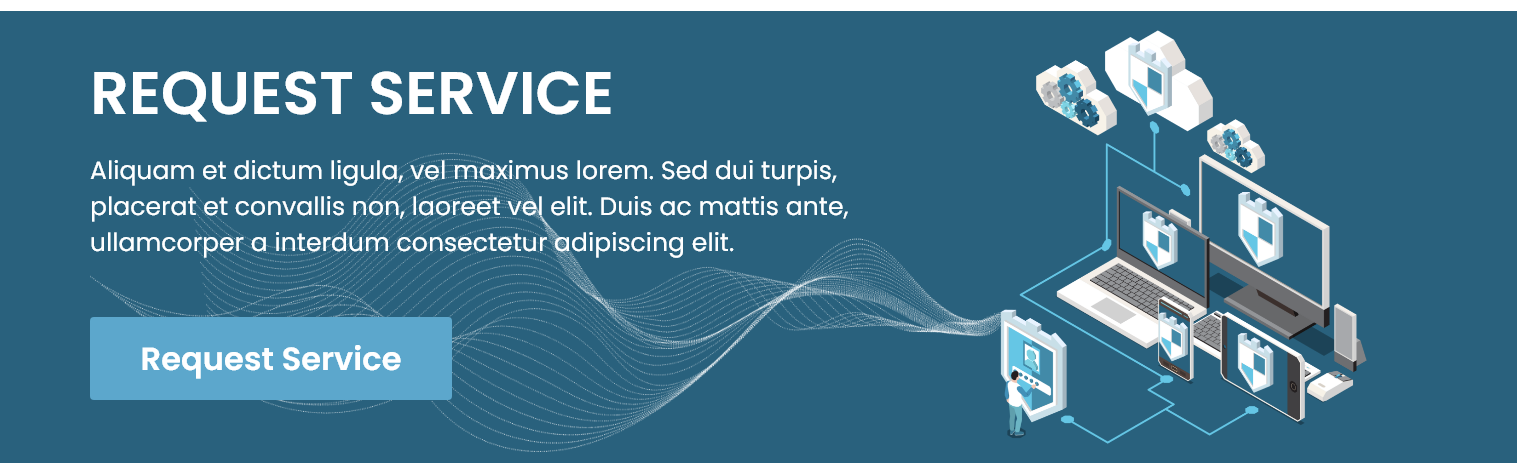 REQUEST SERVICE
Aliquam et dictum ligula, vel maximus lorem. Sed dui turpis,
placerat et convallis non, laoreet vel elit. Duis ac mattis ante,
ullamcorper a interdum consectetur adipiscing elit.
Request Service